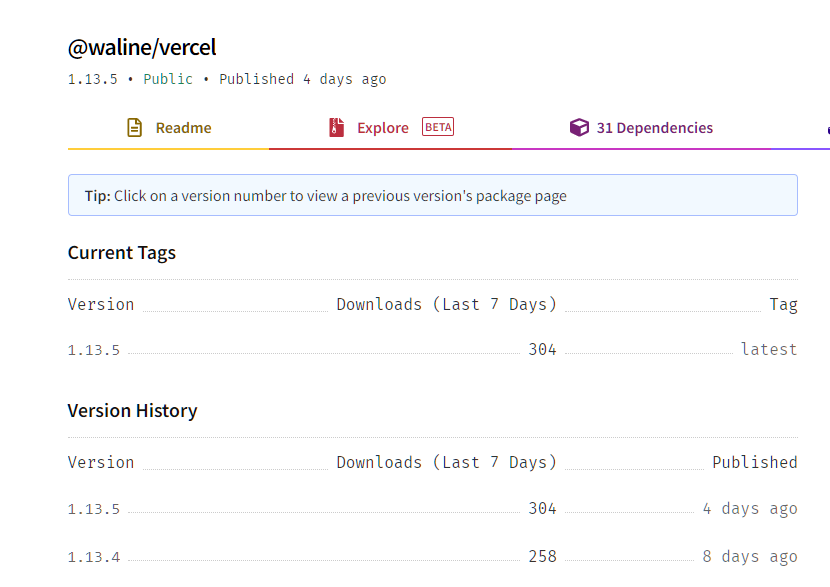 @waline/vercel
1.13.5 • Public • Published 4 days ago
Readme Explore BETA 31 Dependencies
Tip: Click on a version number to view a previous version's package page
Current Tags
Version Downloads (Last 7 Days) Tag
1.13.5 304 latest
Version History
Version Downloads (Last 7 Days) Published
1.13.5 304 4 days ago
1.13.4 258 8 days ago